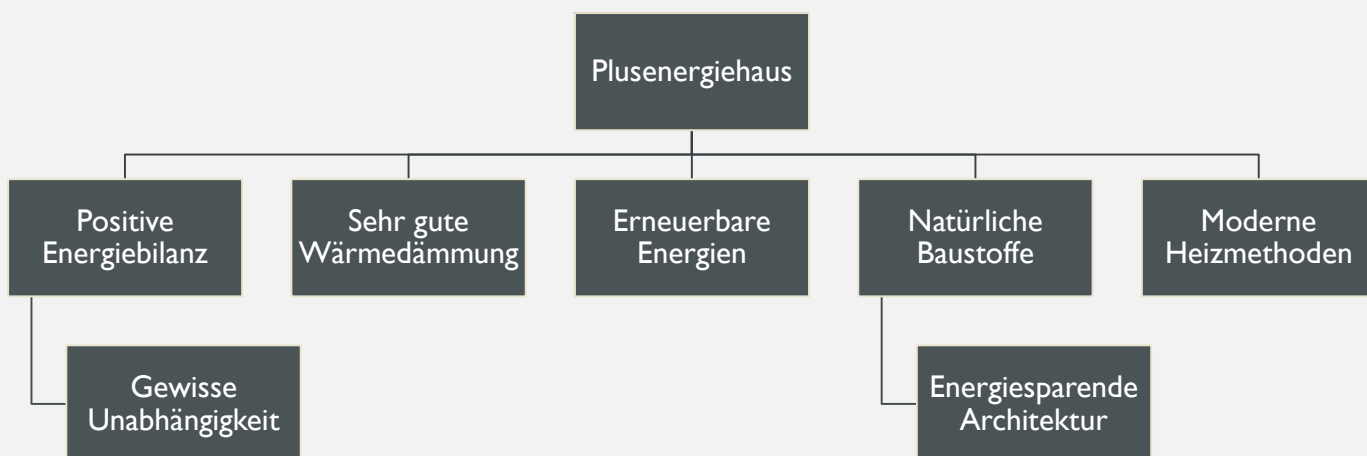 Plusenergiehaus
Positive
Energiebilanz
Sehr gute
Wärmedämmung
Erneuerbare
Energien
Natürliche
Baustoffe
Moderne
Heizmethoden
Gewisse
Unabhängigkeit
Energiesparende
Architektur